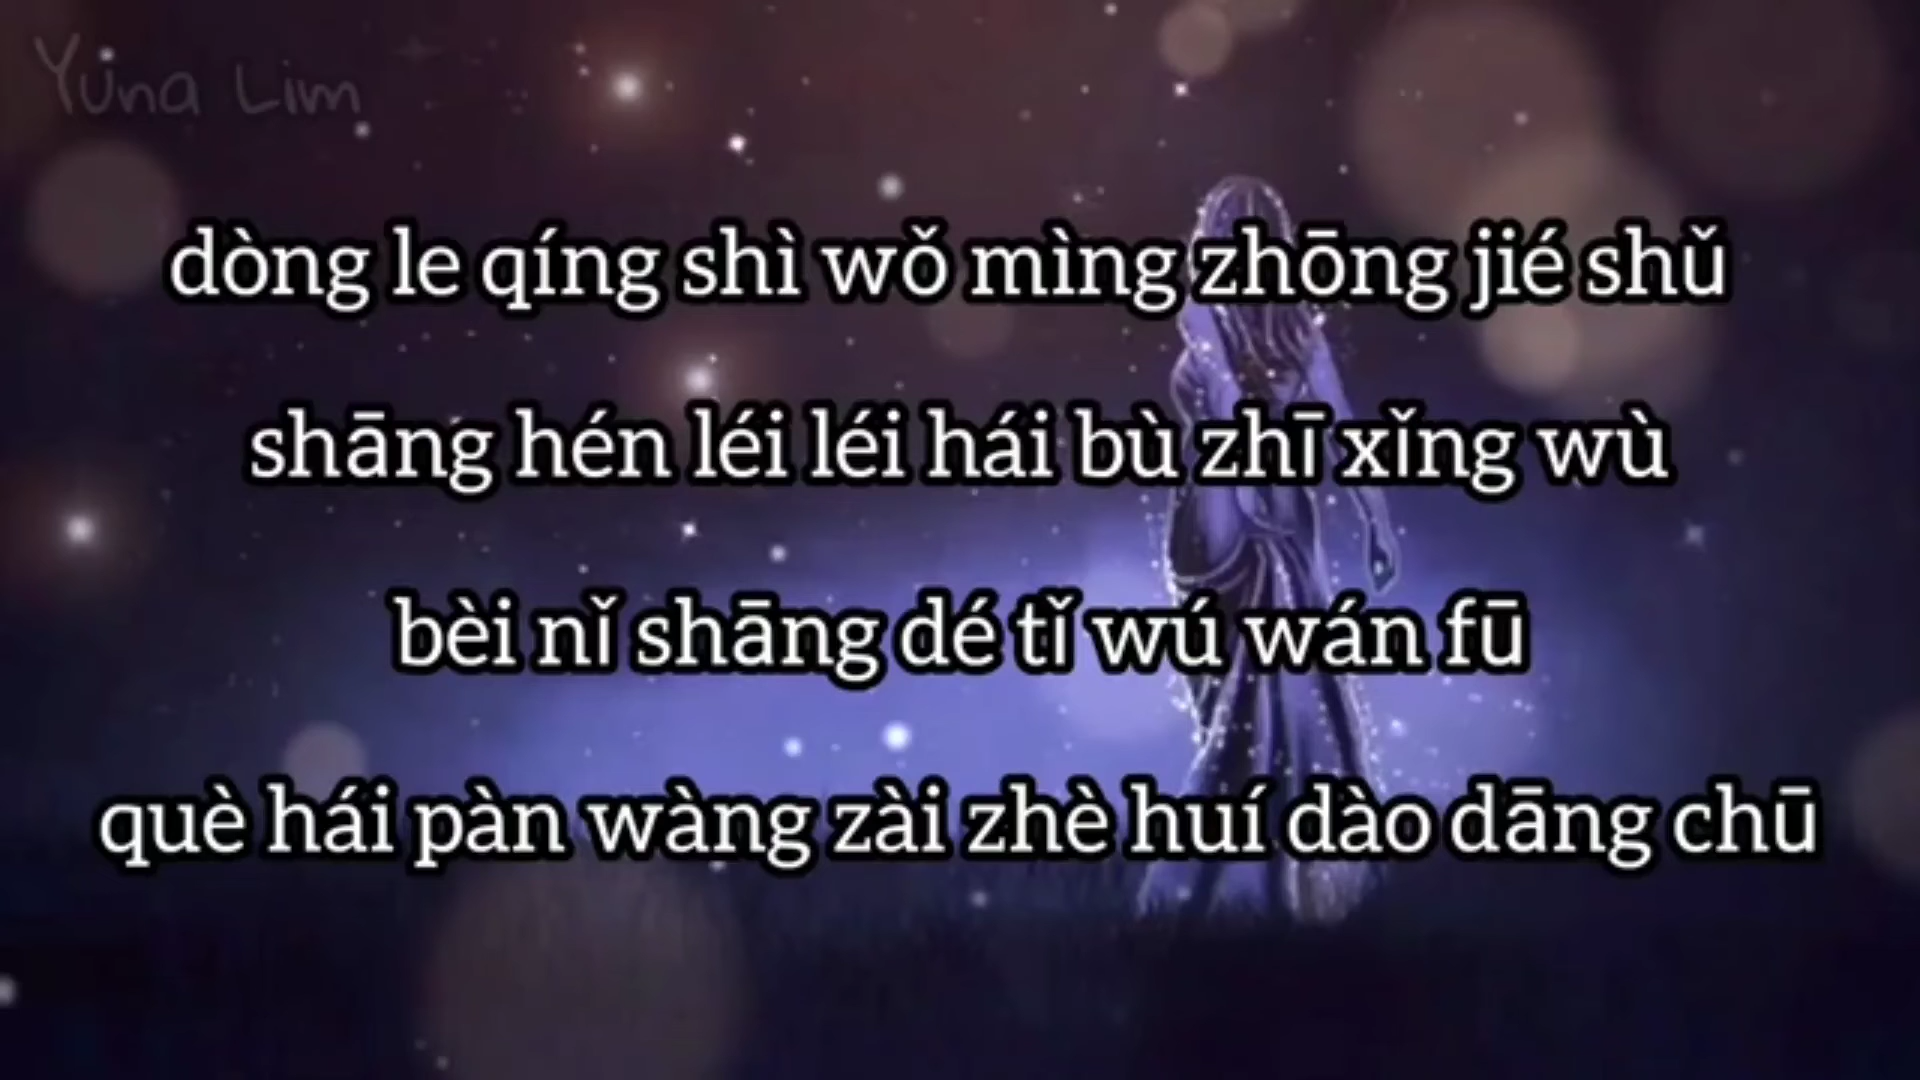 Yuna Lim
dòng le qíng shì wǒ mìng zhōng jié shǔ
shāng hén léi léi hái bù zhī xǐng wù
bèi nǐ shāng dé tǐ wú wán fū
què hái pàn wàng zài zhè huí dào dāng chū